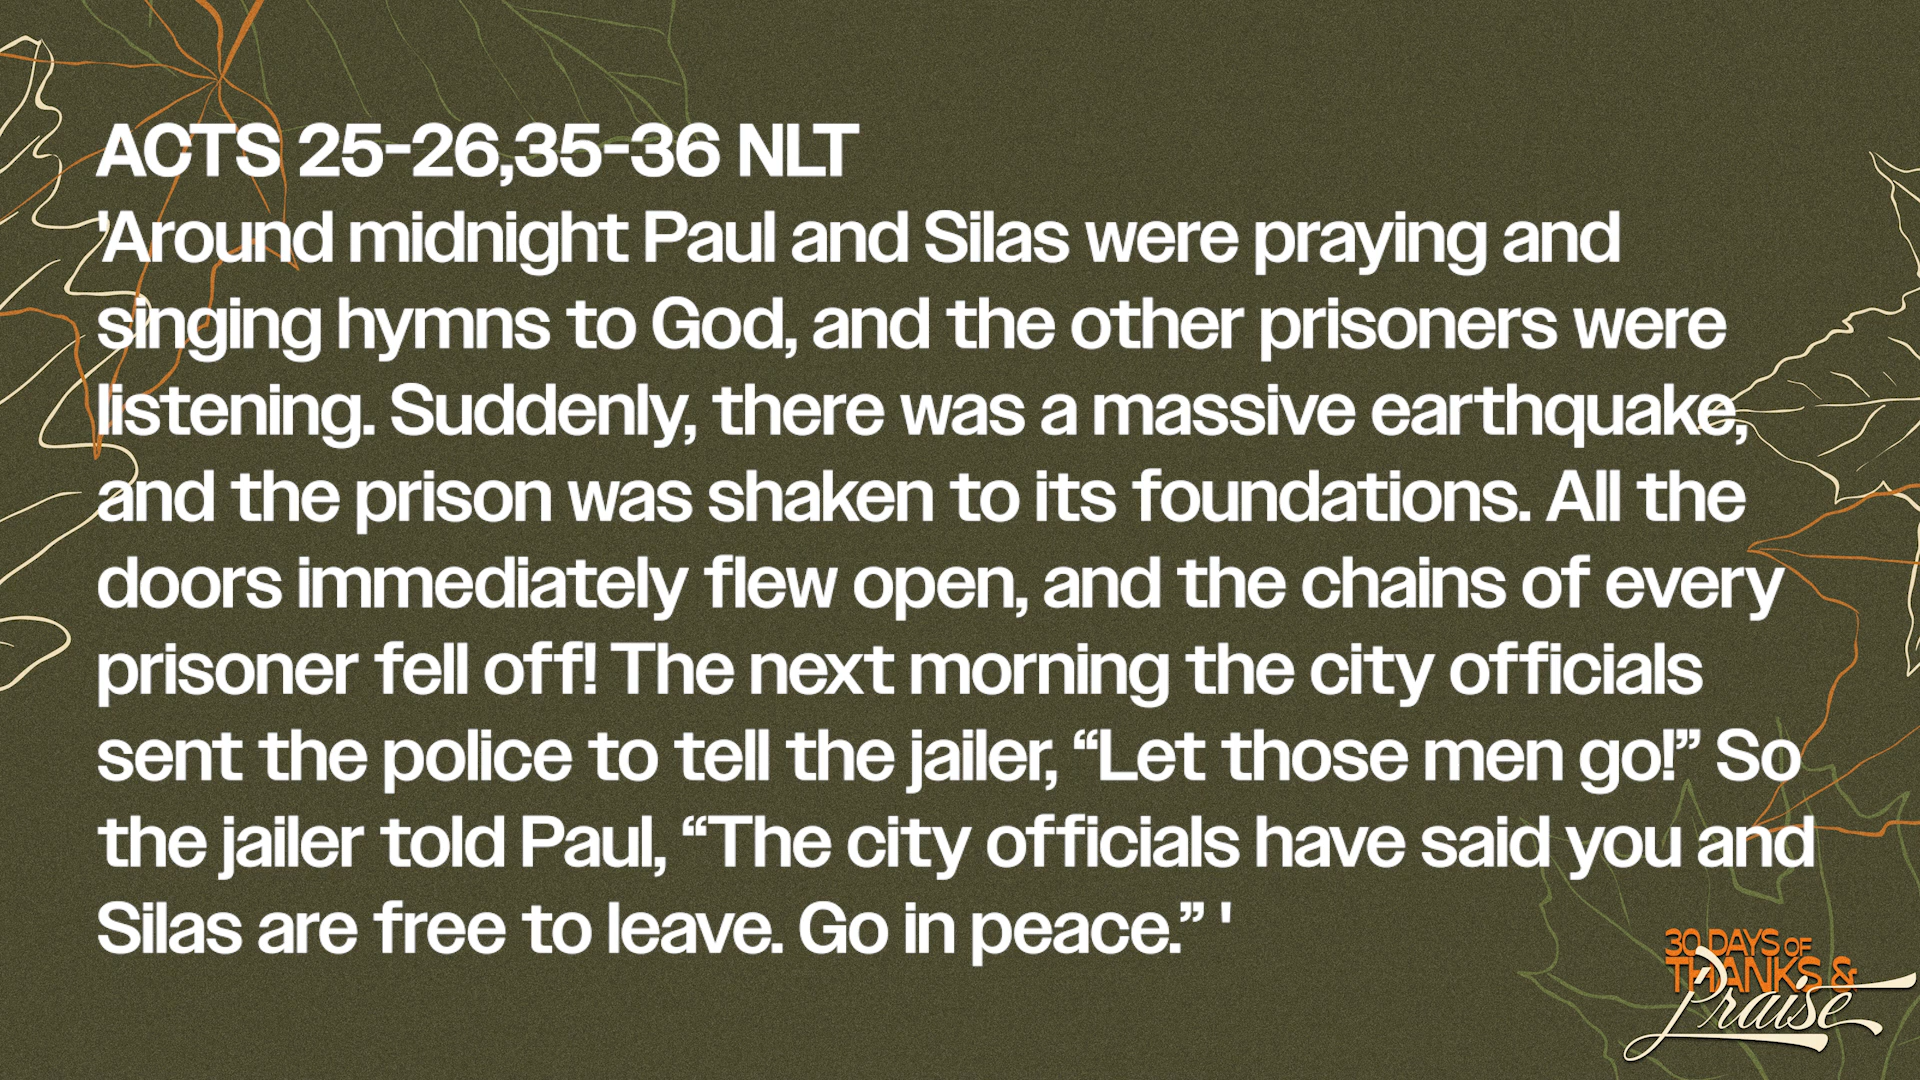 ACTS 25-26,35-36 NLT
'Around midnight Paul and Silas were praying and
singing hymns to God, and the other prisoners were
listening. Suddenly, there was a massive earthquake,
and the prison was shaken to its foundations. All the
doors immediately flew open, and the chains of every
prisoner fell off! The next morning the city officials
sent the police to tell the jailer, “Let those men go!” So
the jailer told Paul, “The city officials have said you and
Silas are free to leave. Go in peace.” '
30 DAYS OF
THANKS &
Praise